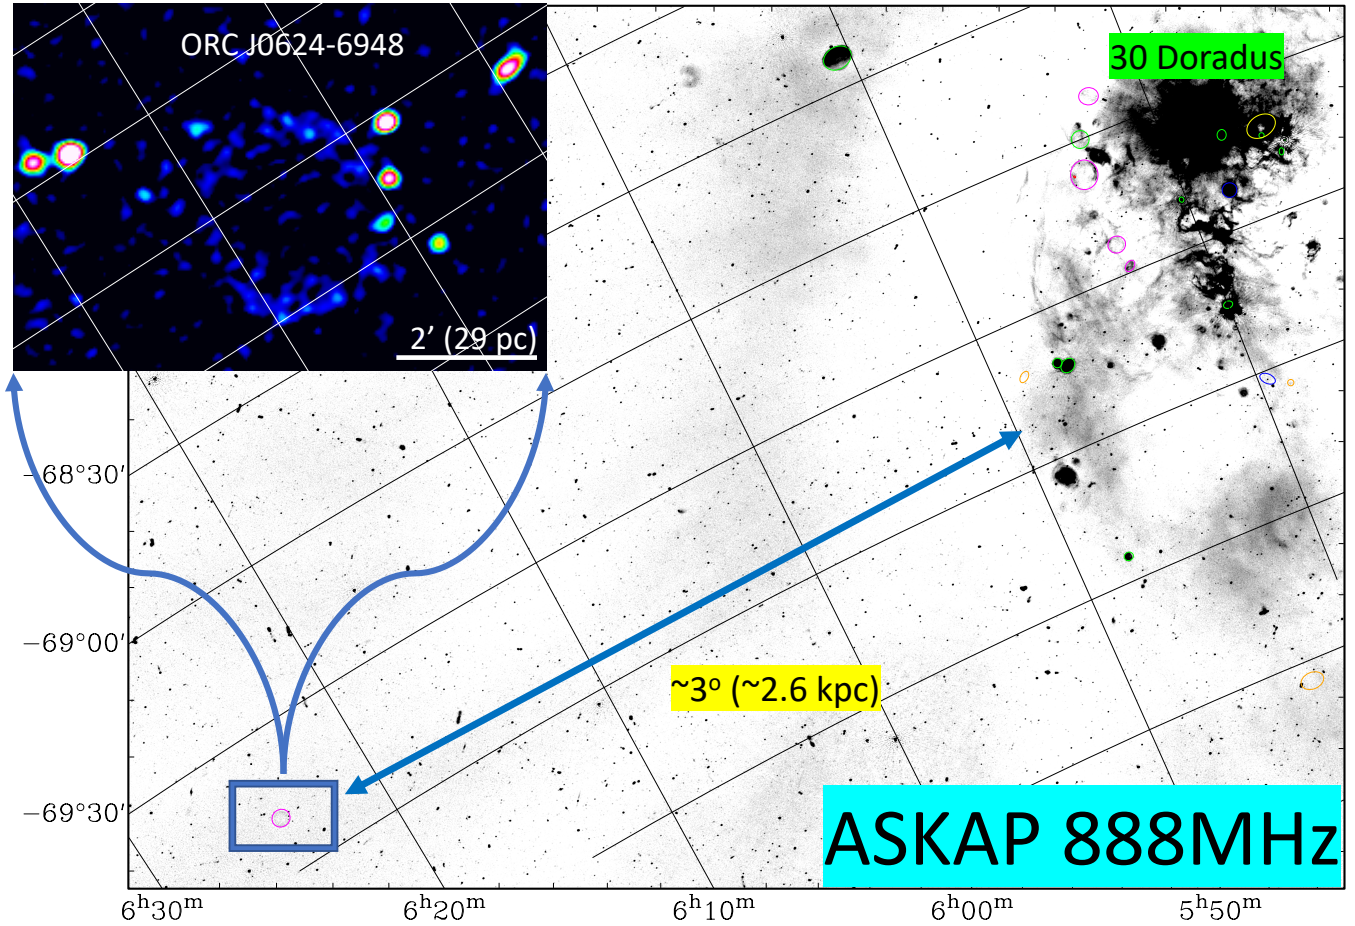 ORC J0624-6948
30 Doradus
2’ (29 pc)
−68°30′
−69°00′
~3° (~2.6 kpc)
−69°30′
ASKAP 888MHz
6ʰ30ᵐ
6ʰ20ᵐ
6ʰ10ᵐ
6ʰ00ᵐ
5ʰ50ᵐ